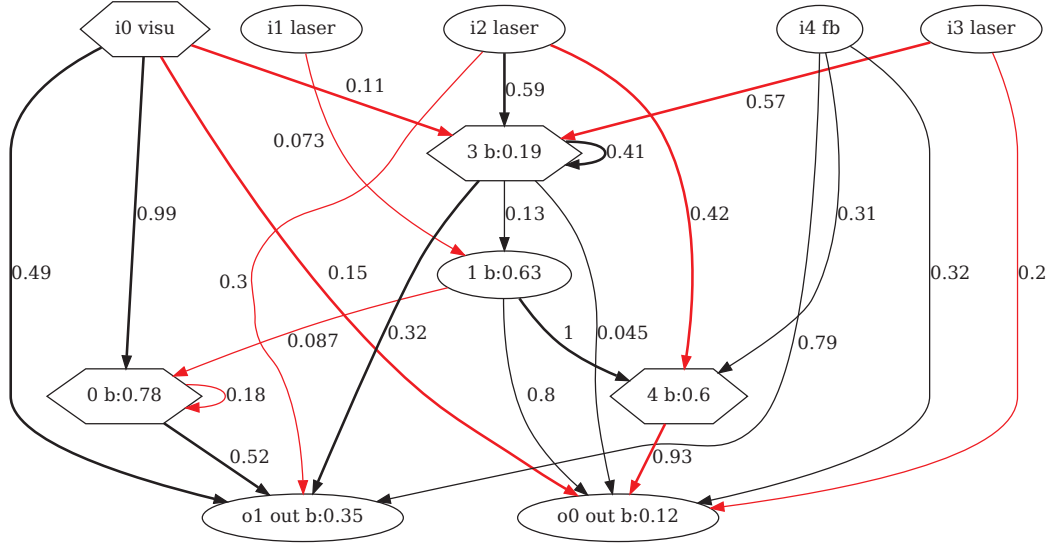 i0 visu
i1 laser
i2 laser
i4 fb
i3 laser
0.11
0.59
0.57
0.073
3 b:0.19
0.41
0.99
0.13
0.42
0.31
0.49
0.3
0.15
1 b:0.63
0.32
0.2
0.087
0.32
1
0.045
0.79
0 b:0.78
0.18
0.8
4 b:0.6
0.52
0.93
o1 out b:0.35
o0 out b:0.12